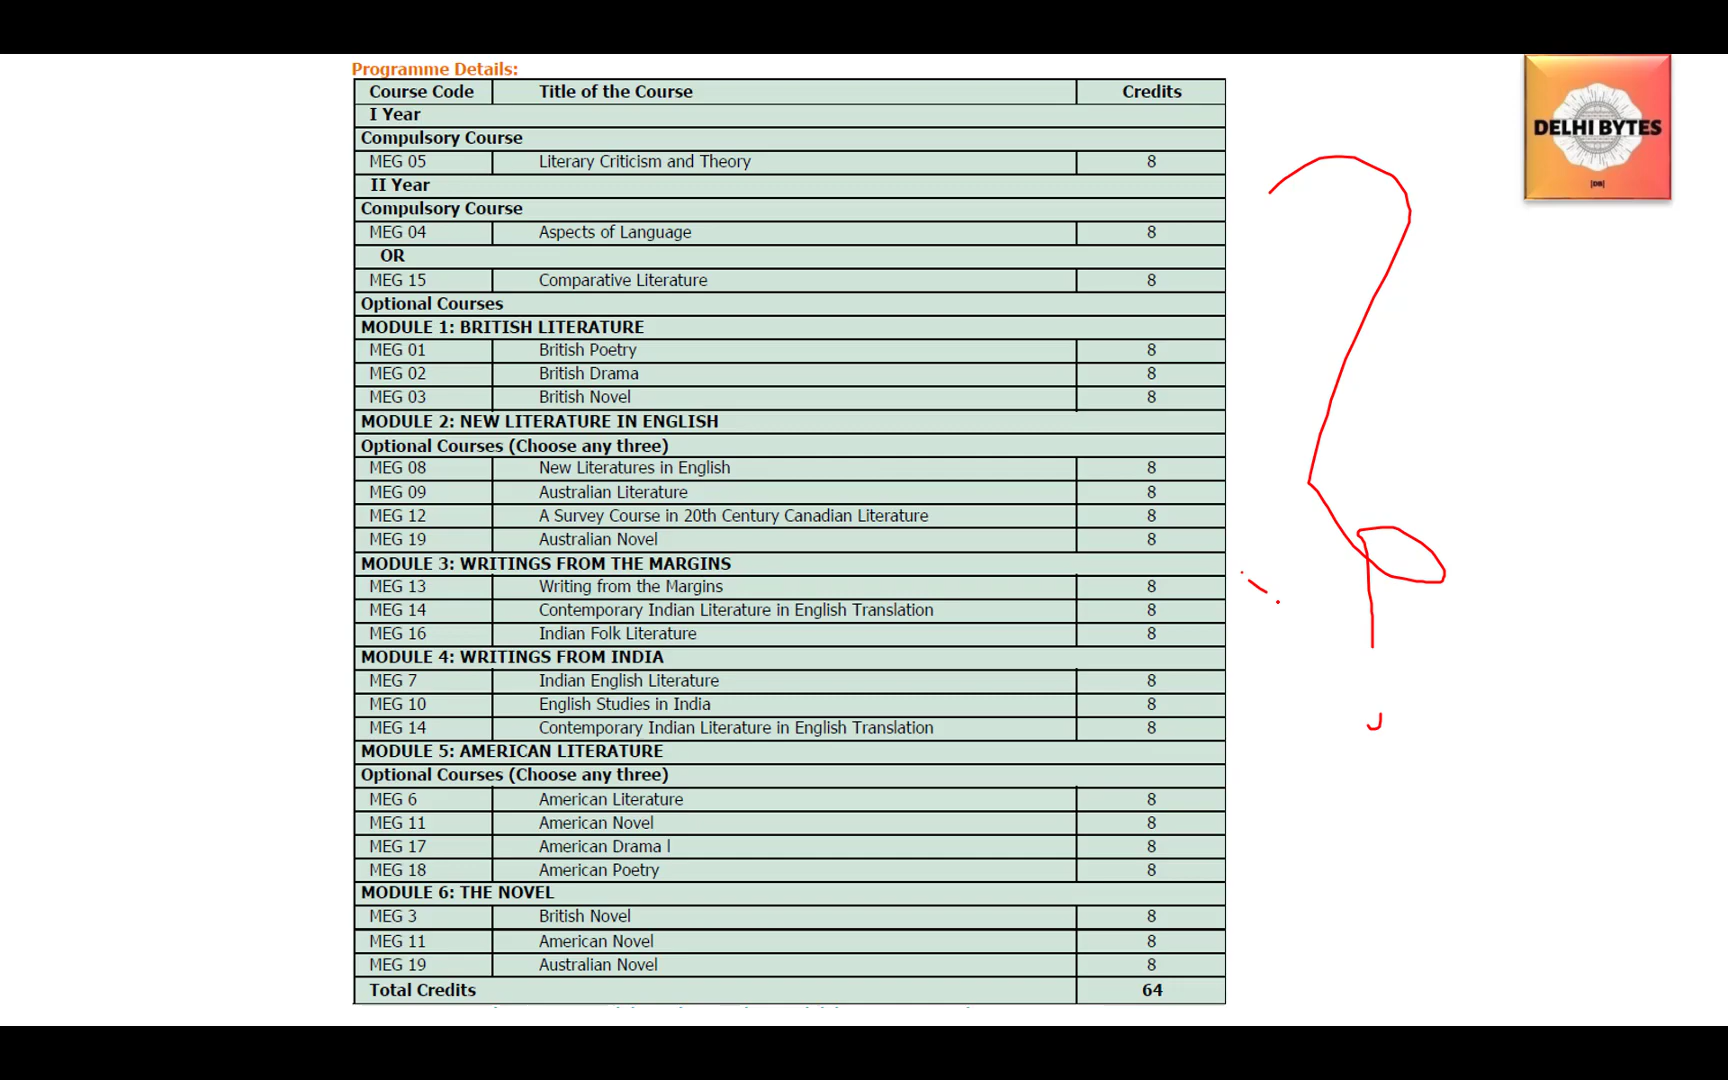 Programme Details:
Course Code Title of the Course Credits
I Year
Compulsory Course
MEG 05 Literary Criticism and Theory 8
II Year
Compulsory Course
MEG 04 Aspects of Language 8
OR
MEG 15 Comparative Literature 8
Optional Courses
MODULE 1: BRITISH LITERATURE
MEG 01 British Poetry 8
MEG 02 British Drama 8
MEG 03 British Novel 8
MODULE 2: NEW LITERATURE IN ENGLISH
Optional Courses (Choose any three)
MEG 08 New Literatures in English 8
MEG 09 Australian Literature 8
MEG 12 A Survey Course in 20th Century Canadian Literature 8
MEG 19 Australian Novel 8
MODULE 3: WRITINGS FROM THE MARGINS
MEG 13 Writing from the Margins 8
MEG 14 Contemporary Indian Literature in English Translation 8
MEG 16 Indian Folk Literature 8
MODULE 4: WRITINGS FROM INDIA
MEG 7 Indian English Literature 8
MEG 10 English Studies in India 8
MEG 14 Contemporary Indian Literature in English Translation 8
MODULE 5: AMERICAN LITERATURE
Optional Courses (Choose any three)
MEG 6 American Literature 8
MEG 11 American Novel 8
MEG 17 American Drama l 8
MEG 18 American Poetry 8
MODULE 6: THE NOVEL
MEG 3 British Novel 8
MEG 11 American Novel 8
MEG 19 Australian Novel 8
Total Credits 64
DELHI BYTES
[DB]